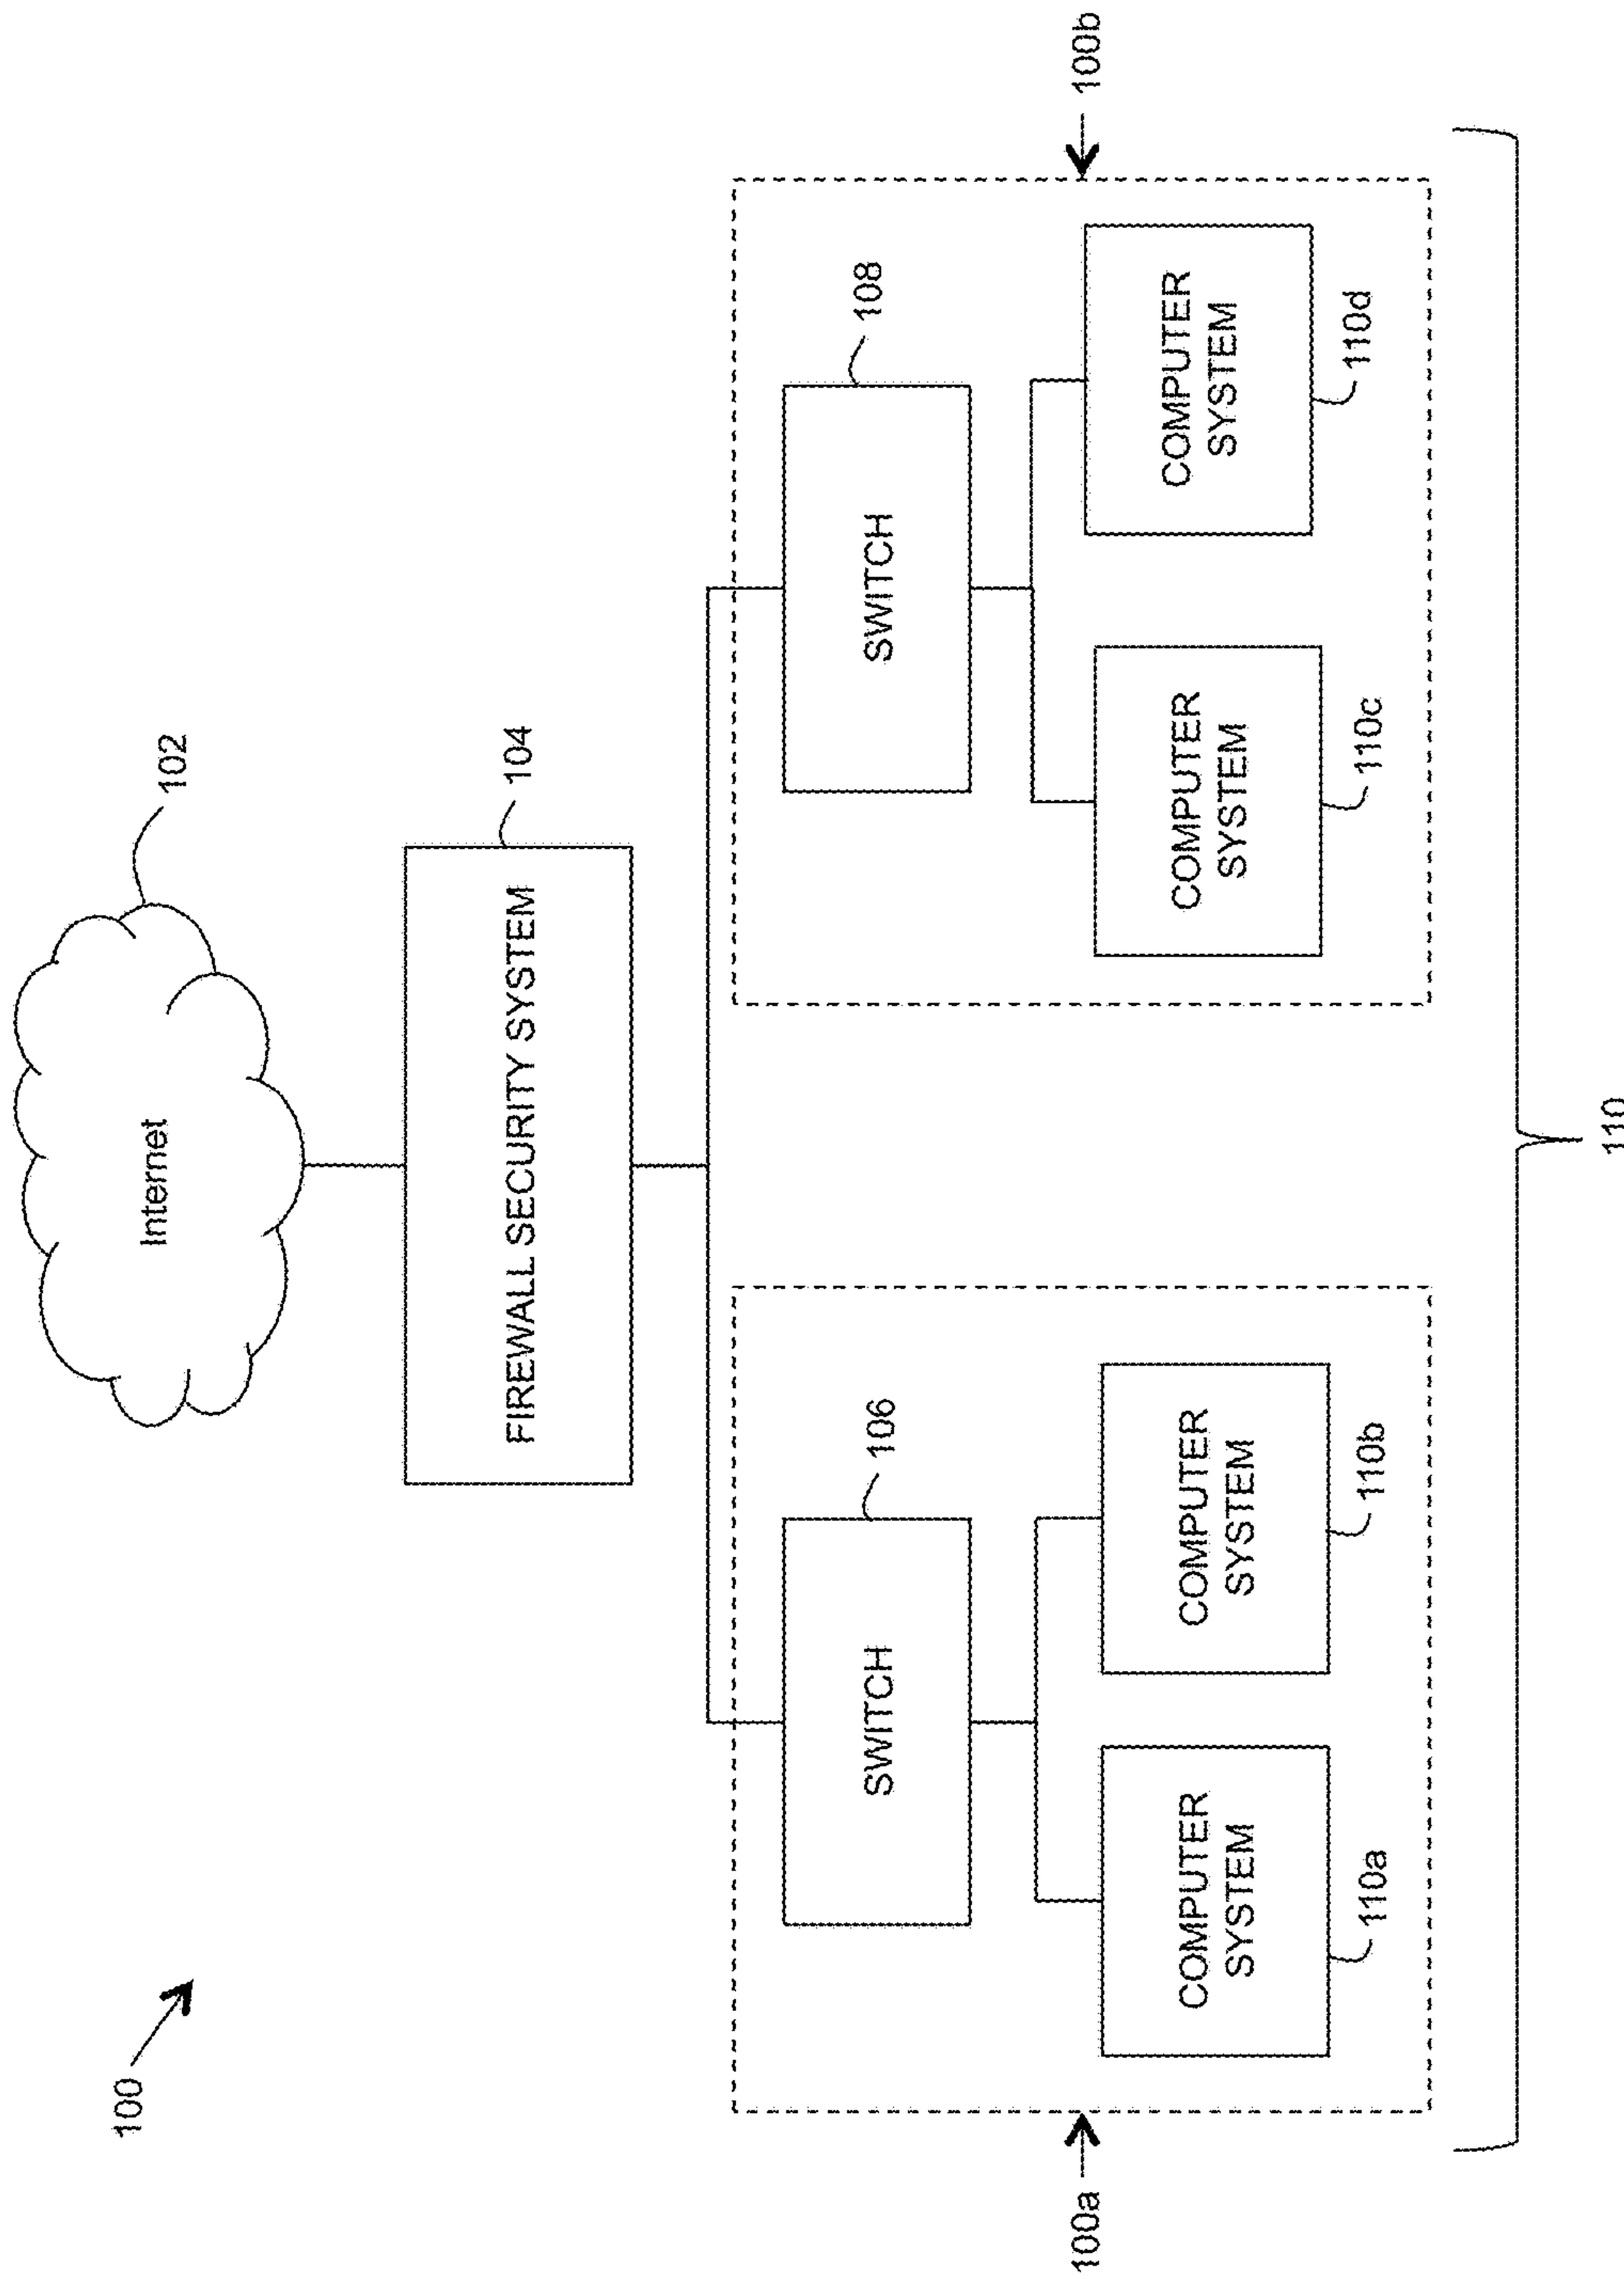 100
Internet
102
FIREWALL SECURITY SYSTEM
104
SWITCH
106
SWITCH
108
100a
COMPUTER
SYSTEM
110a
COMPUTER
SYSTEM
110b
COMPUTER
SYSTEM
110c
COMPUTER
SYSTEM
110d
100b
110